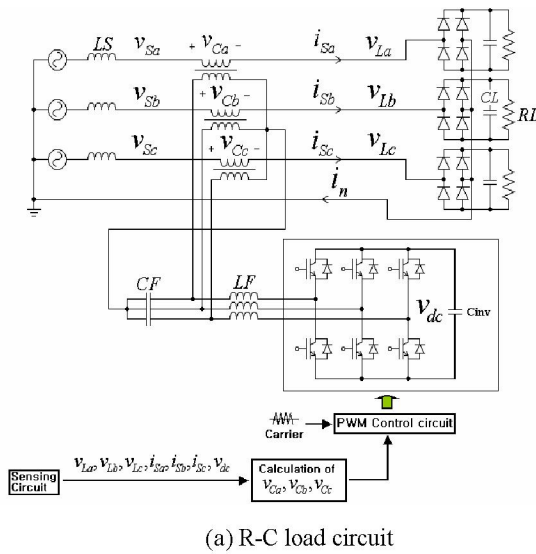 LS
v_Sa
+ v_Ca -
i_Sa
v_La
v_Sb
+ v_Cb -
i_Sb
v_Lb
CL
RL
v_Sc
+ v_Cc -
i_Sc
v_Lc
i_n
CF
LF
v_dc
Cinv
Carrier
PWM Control circuit
Sensing Circuit
v_La, v_Lb, v_Lc, i_Sa, i_Sb, i_Sc, v_dc
Calculation of
v_Ca, v_Cb, v_Cc
(a) R-C load circuit